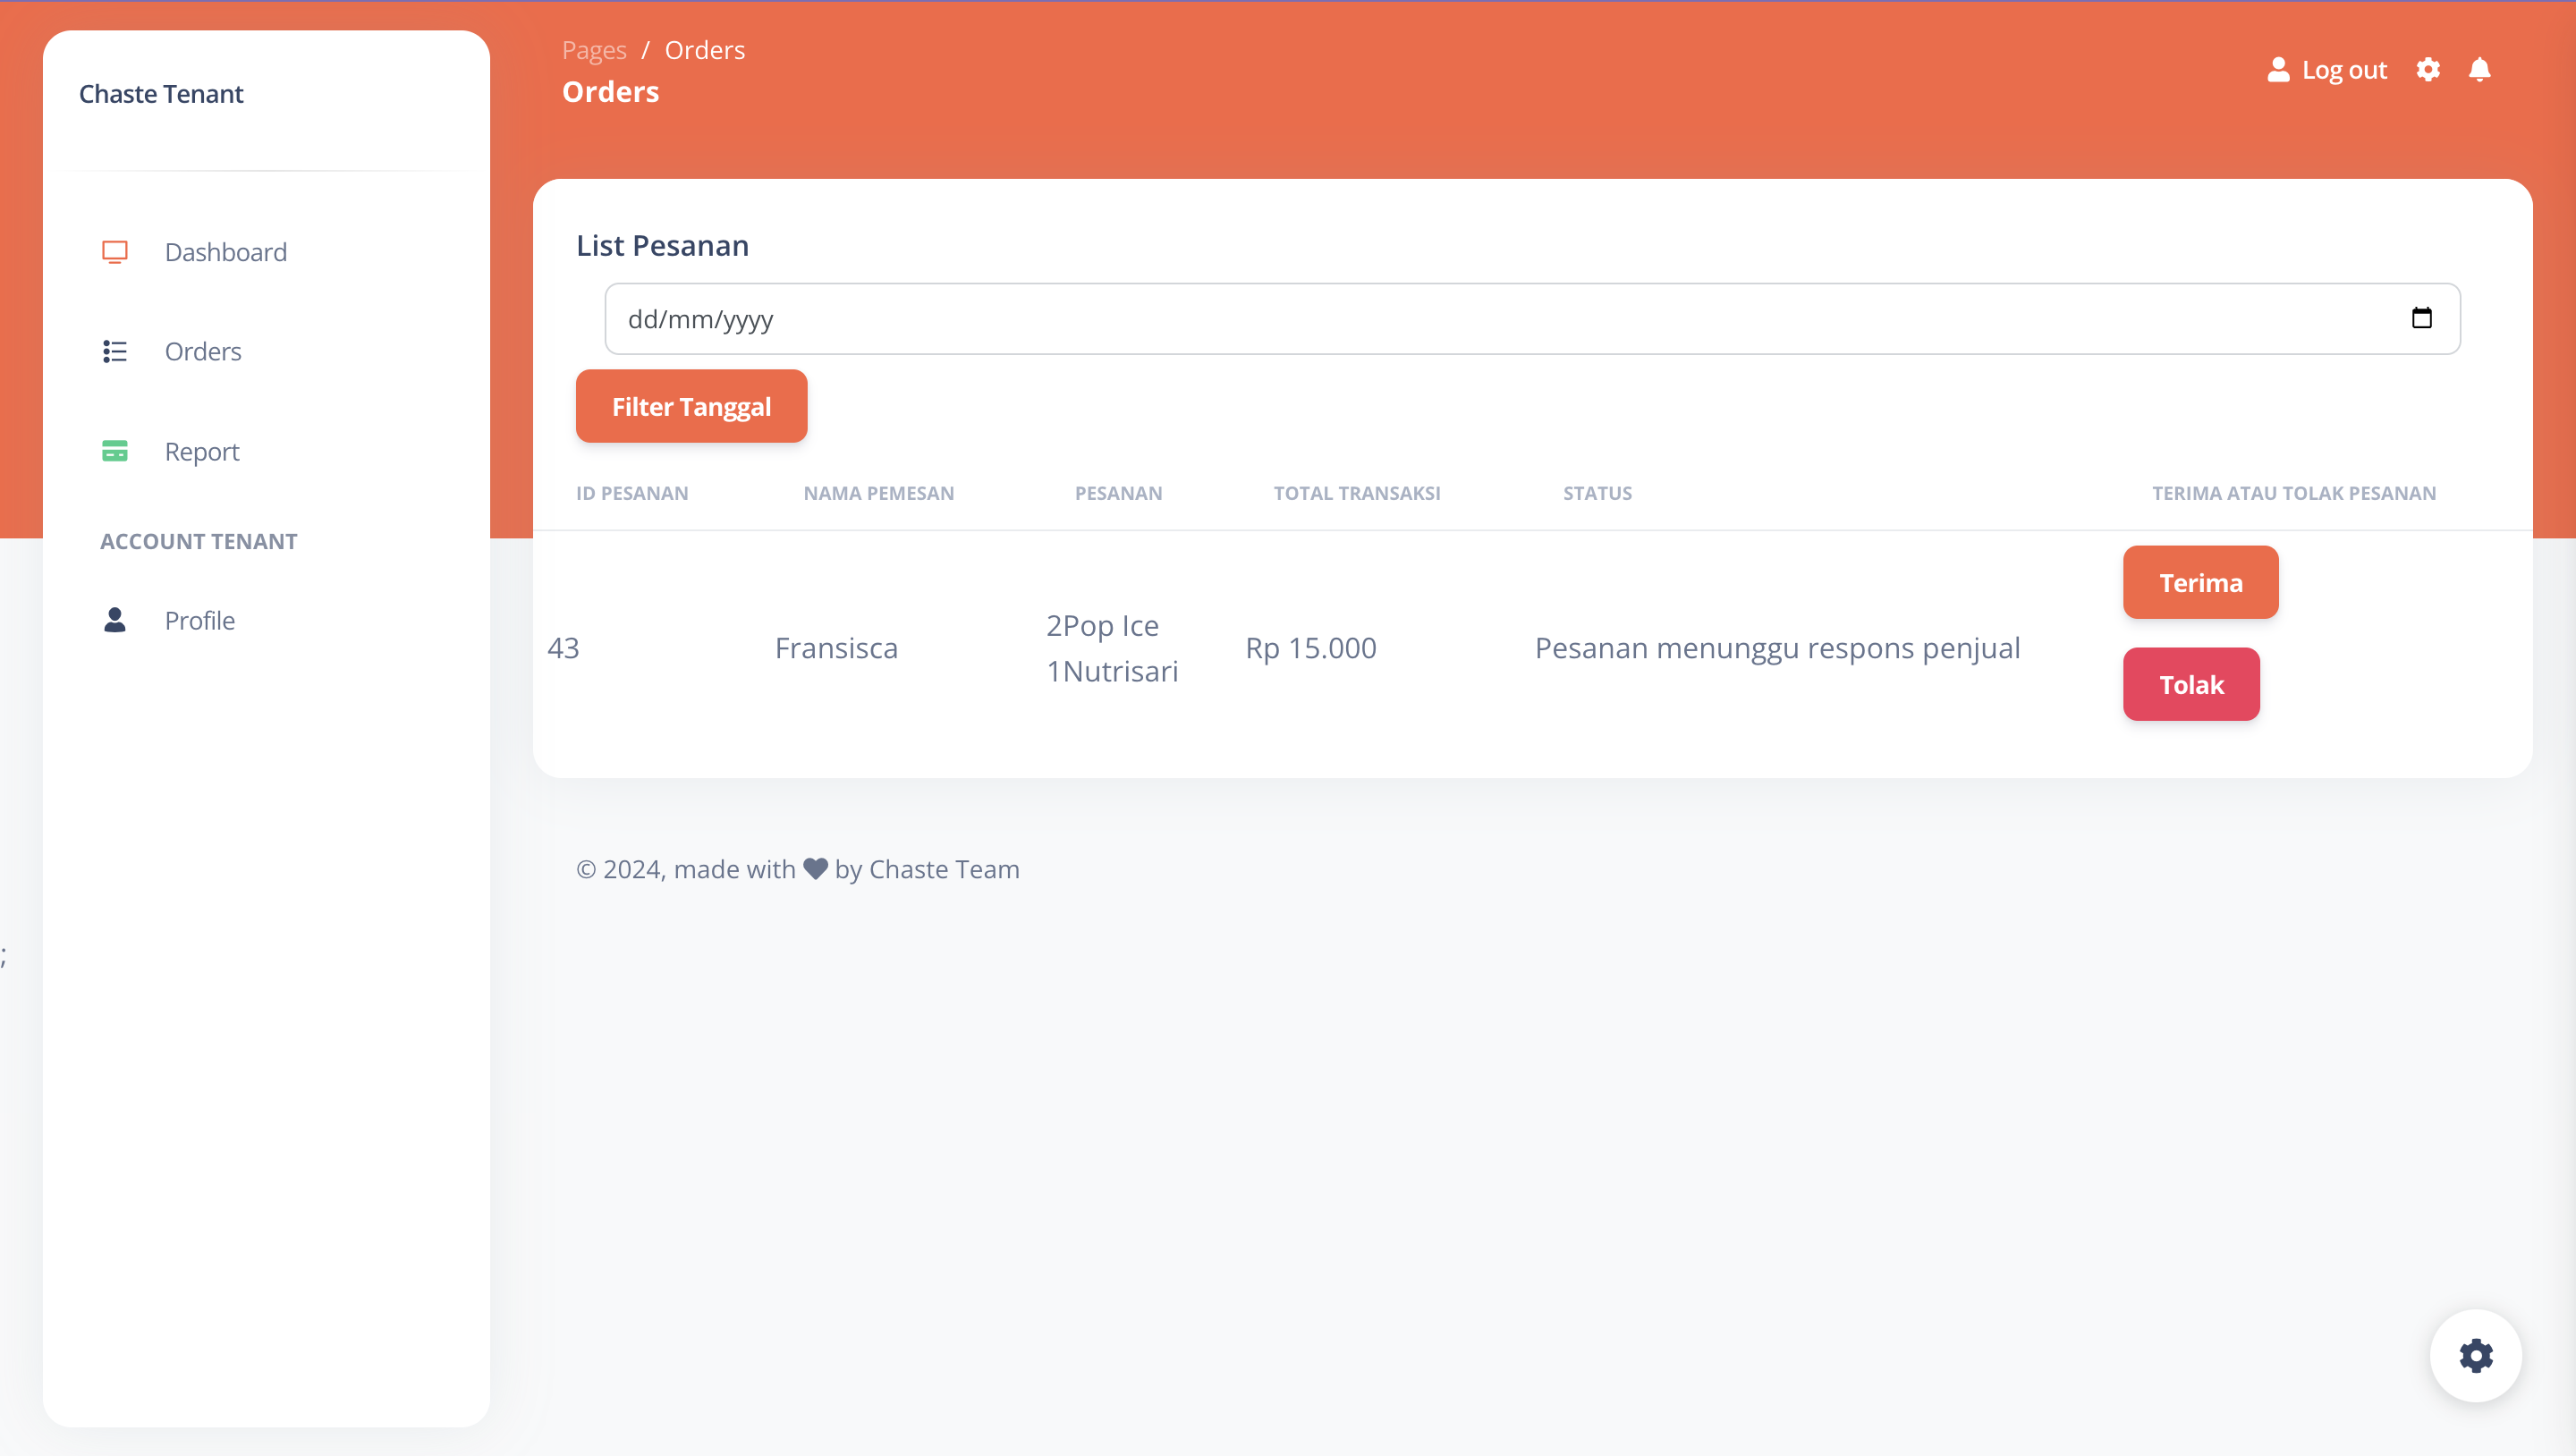 Chaste Tenant
Dashboard
Orders
Report
ACCOUNT TENANT
Profile
;
Pages / Orders
Orders
Log out
List Pesanan
dd/mm/yyyy
Filter Tanggal
ID PESANAN NAMA PEMESAN PESANAN TOTAL TRANSAKSI STATUS TERIMA ATAU TOLAK PESANAN
43 Fransisca 2Pop Ice Rp 15.000 Pesanan menunggu respons penjual Terima
1Nutrisari Tolak
© 2024, made with ♥ by Chaste Team